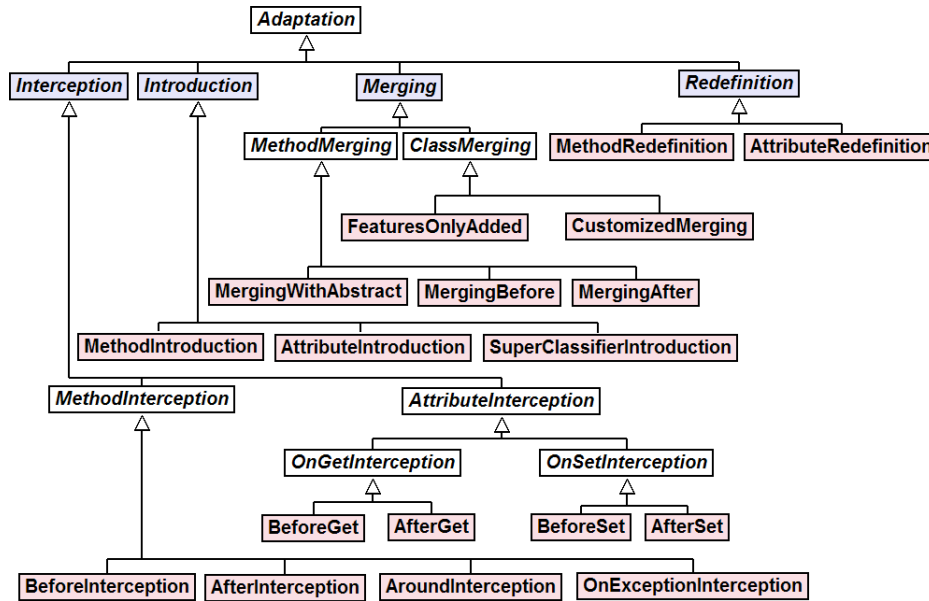 Adaptation
Interception
Introduction
Merging
Redefinition
MethodMerging
ClassMerging
MethodRedefinition
AttributeRedefinition
FeaturesOnlyAdded
CustomizedMerging
MergingWithAbstract
MergingBefore
MergingAfter
MethodIntroduction
AttributeIntroduction
SuperClassifierIntroduction
MethodInterception
AttributeInterception
OnGetInterception
OnSetInterception
BeforeGet
AfterGet
BeforeSet
AfterSet
BeforeInterception
AfterInterception
AroundInterception
OnExceptionInterception